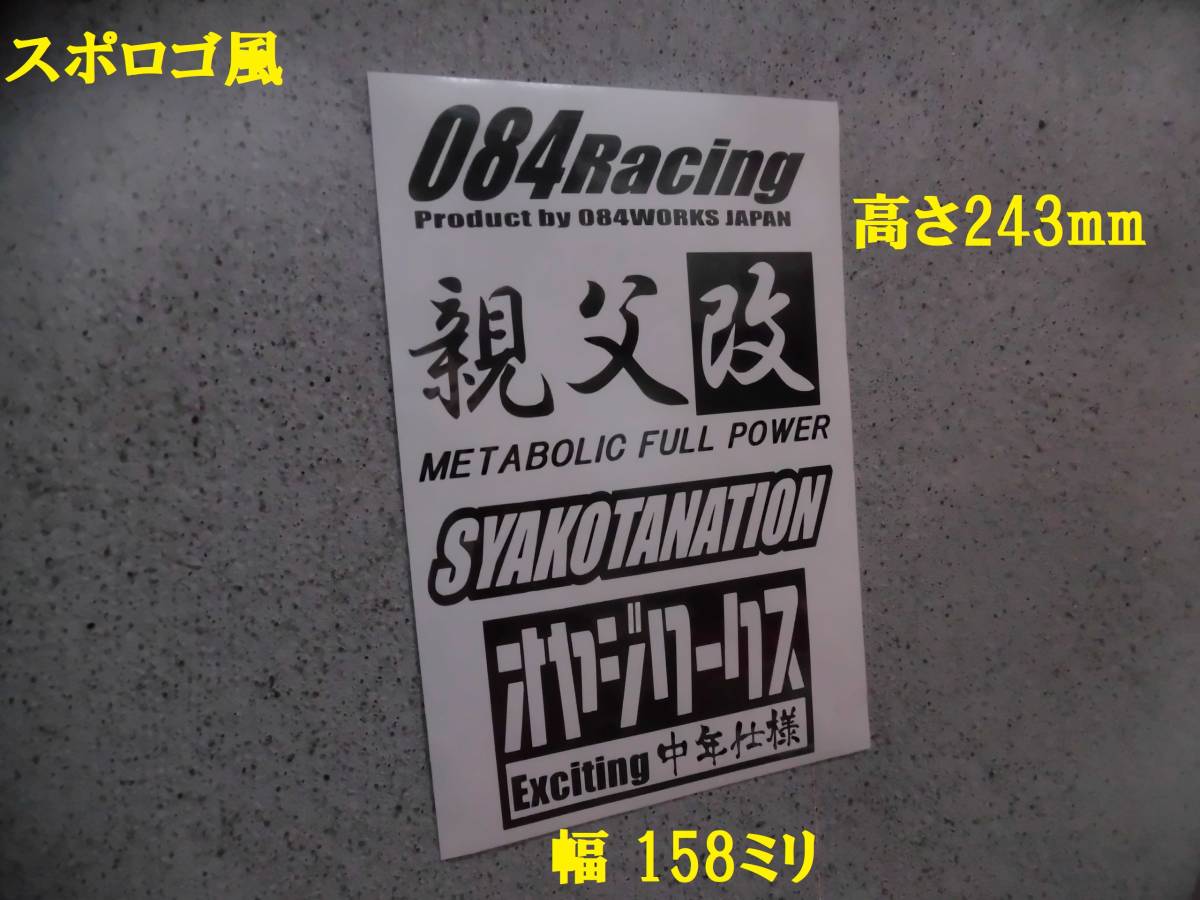 スポロゴ風
084Racing
Product by 084WORKS JAPAN
高さ243mm
親父改
METABOLIC FULL POWER
SYAKOTANATION
オヤジワークス
Exciting 中年仕様
幅 158ミリ